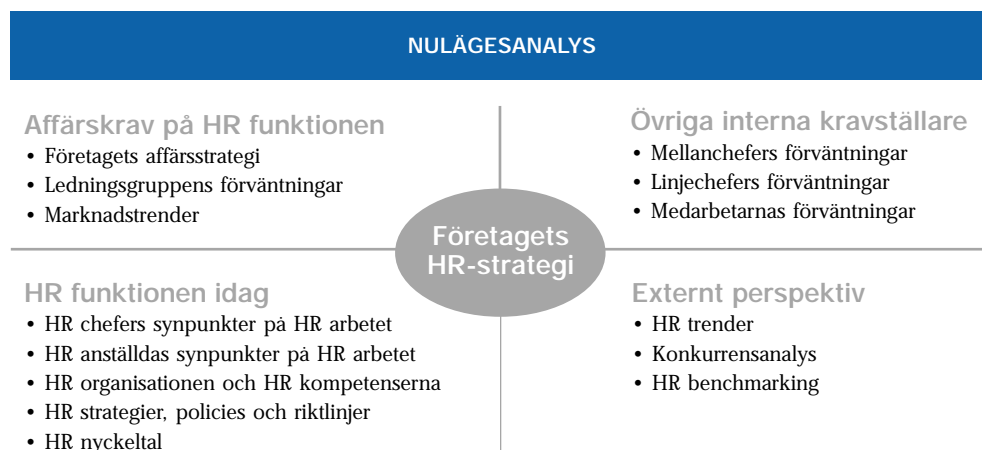 NULÄGESANALYS
Affärskrav på HR funktionen
• Företagets affärsstrategi
• Ledningsgruppens förväntningar
• Marknadstrender
Övriga interna kravställare
• Mellanchefers förväntningar
• Linjechefers förväntningar
• Medarbetarnas förväntningar
Företagets
HR-strategi
HR funktionen idag
• HR chefers synpunkter på HR arbetet
• HR anställdas synpunkter på HR arbetet
• HR organisationen och HR kompetenserna
• HR strategier, policies och riktlinjer
• HR nyckeltal
Externt perspektiv
• HR trender
• Konkurrensanalys
• HR benchmarking